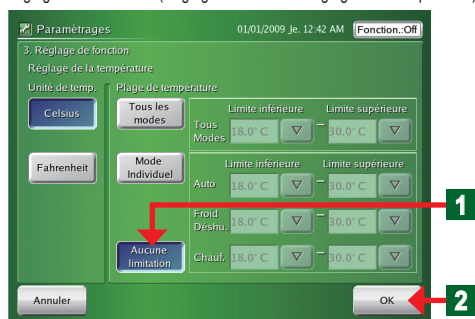 Paramètrages 01/01/2009 Je. 12:42 AM Fonction.:Off
3. Réglage de fonction
Réglage de la température
Unité de temp. Plage de température
Celsius
Fahrenheit
Tous les
modes
Limite inférieure Limite supérieure
Tous
Modes 18.0°C – 30.0°C
Mode
Individuel
Limite inférieure Limite supérieure
Auto 18.0°C – 30.0°C
Froid
Déshu. 18.0°C – 30.0°C
Aucune
limitation
Chauf. 18.0°C – 30.0°C
1
Annuler OK
2